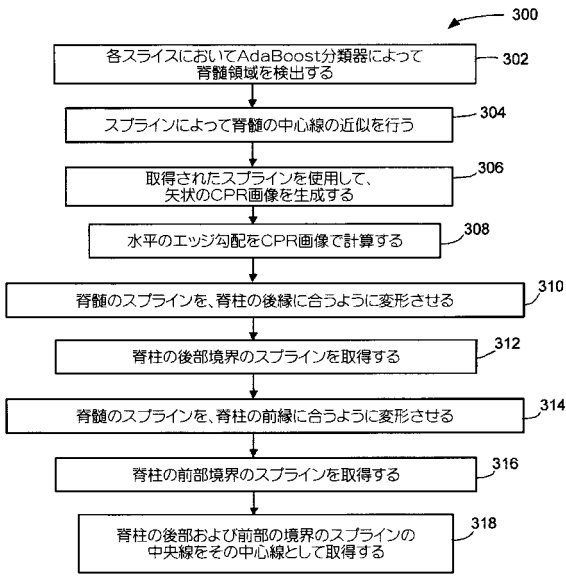 300
各スライスにおいてAdaBoost分類器によって
脊髄領域を検出する
302
スプラインによって脊髄の中心線の近似を行う
304
取得されたスプラインを使用して、
矢状のCPR画像を生成する
306
水平のエッジ勾配をCPR画像で計算する
308
脊髄のスプラインを、脊柱の後縁に合うように変形させる
310
脊柱の後部境界のスプラインを取得する
312
脊髄のスプラインを、脊柱の前縁に合うように変形させる
314
脊柱の前部境界のスプラインを取得する
316
脊柱の後部および前部の境界のスプラインの
中央線をその中心線として取得する
318